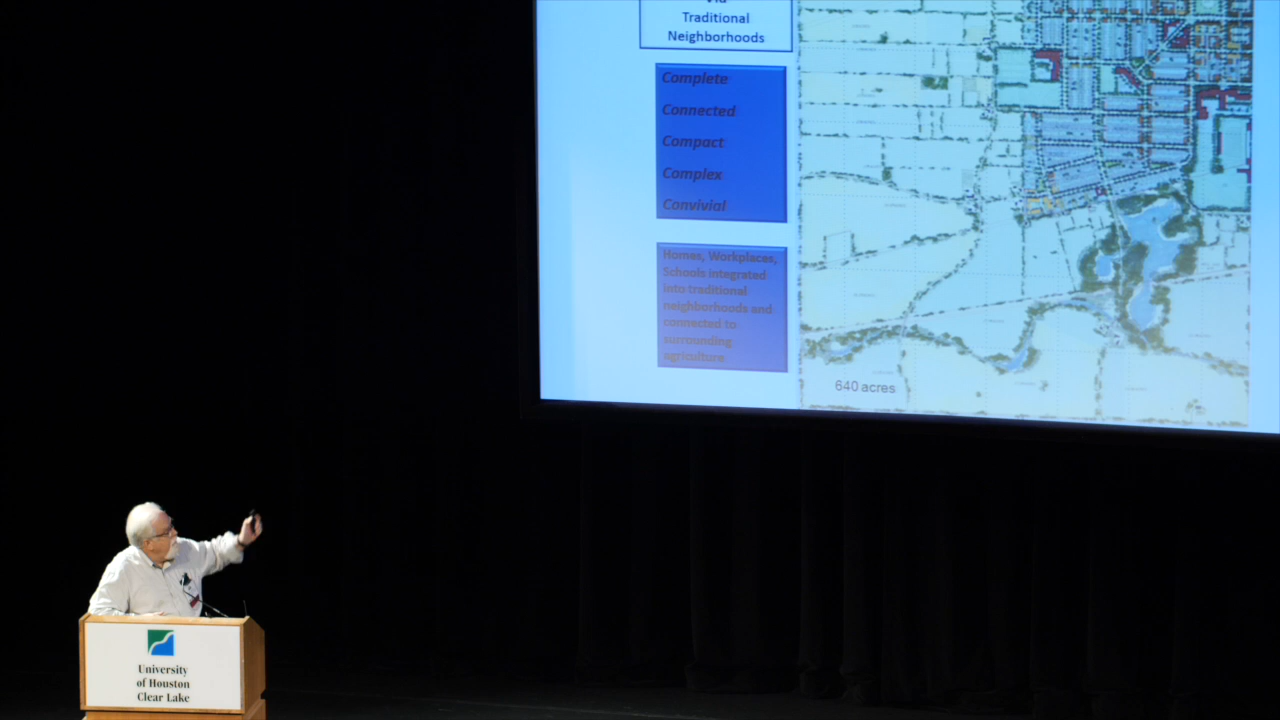 Via
Traditional
Neighborhoods
Complete
Connected
Compact
Complex
Convivial
Homes, Workplaces,
Schools integrated
into traditional
neighborhoods and
connected to
surrounding
agriculture
640 acres
University
of Houston
Clear Lake